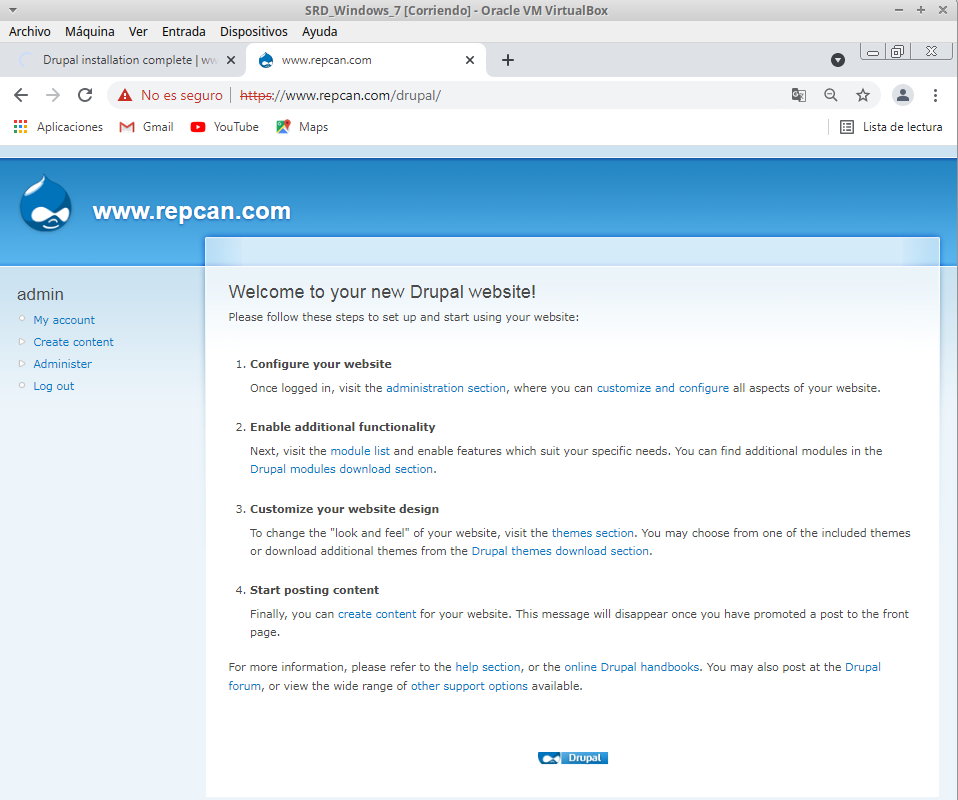 SRD_Windows_7 [Corriendo] - Oracle VM VirtualBox
Archivo Máquina Ver Entrada Dispositivos Ayuda
Drupal installation complete | ww
www.repcan.com
No es seguro
https://www.repcan.com/drupal/
Aplicaciones Gmail YouTube Maps Lista de lectura
www.repcan.com
admin
My account
Create content
Administer
Log out
Welcome to your new Drupal website!
Please follow these steps to set up and start using your website:
1. Configure your website
Once logged in, visit the administration section, where you can customize and configure all aspects of your website.
2. Enable additional functionality
Next, visit the module list and enable features which suit your specific needs. You can find additional modules in the
Drupal modules download section.
3. Customize your website design
To change the "look and feel" of your website, visit the themes section. You may choose from one of the included themes
or download additional themes from the Drupal themes download section.
4. Start posting content
Finally, you can create content for your website. This message will disappear once you have promoted a post to the front
page.
For more information, please refer to the help section, or the online Drupal handbooks. You may also post at the Drupal
forum, or view the wide range of other support options available.
Drupal